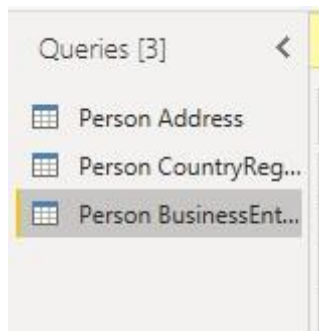 Queries [3]
Person Address
Person CountryReg...
Person BusinessEnt...